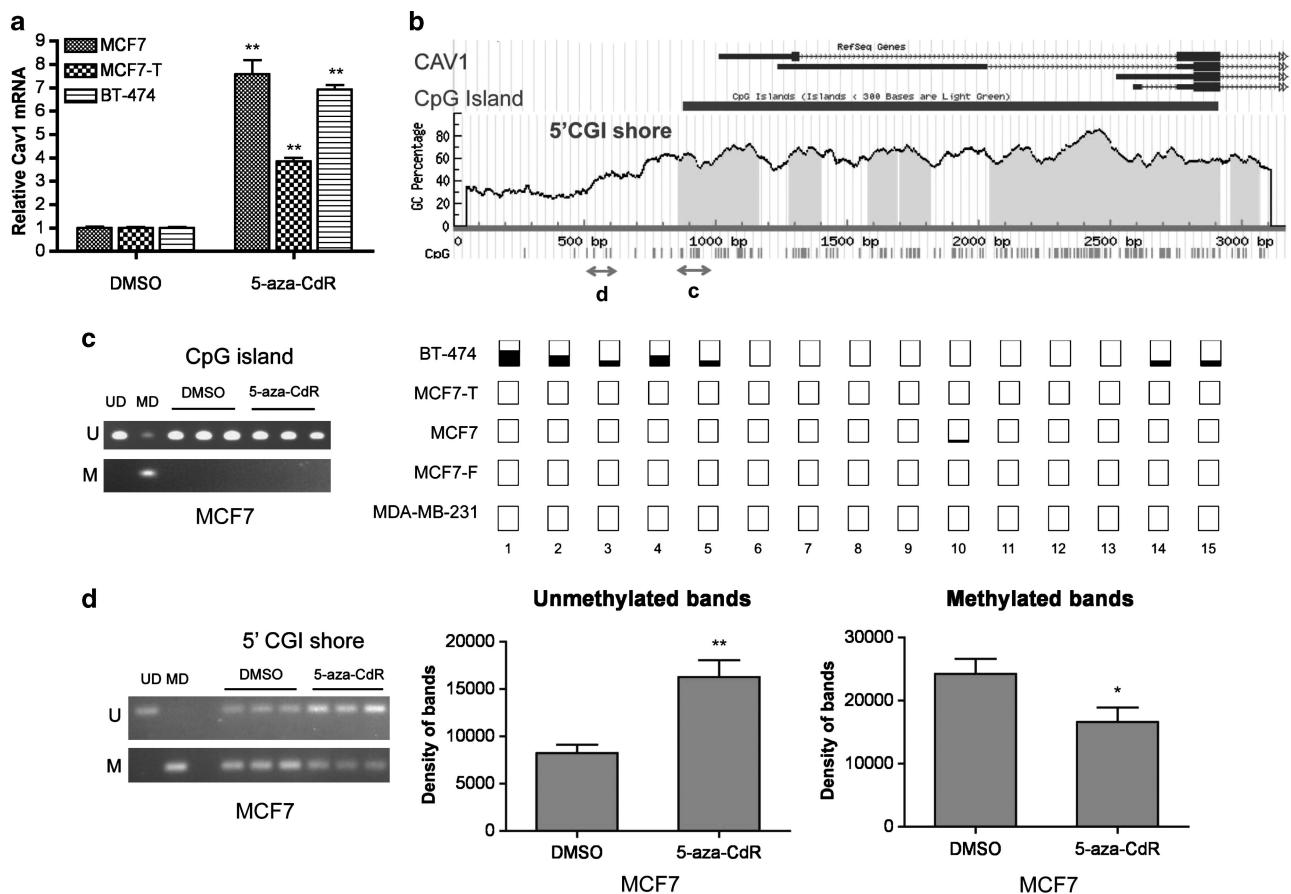 a
Relative Cav1 mRNA
9
8
7
6
5
4
3
2
1
0
MCF7
MCF7-T
BT-474
**
**
**
DMSO
5-aza-CdR
b
RefSeq Genes
CAV1
CpG Island
CpG Islands (Islands < 300 Bases are Light Green)
5'CGI shore
GC Percentage
80
60
40
20
0
0 500 bp 1000 bp 1500 bp 2000 bp 2500 bp 3000 bp
CpG
d
c
c
CpG island
UD MD DMSO 5-aza-CdR
U
M
MCF7
BT-474
MCF7-T
MCF7
MCF7-F
MDA-MB-231
1 2 3 4 5 6 7 8 9 10 11 12 13 14 15
d
5' CGI shore
UD MD DMSO 5-aza-CdR
U
M
MCF7
Unmethylated bands
Density of bands
20000
15000
10000
5000
0
**
DMSO
5-aza-CdR
MCF7
Methylated bands
Density of bands
30000
20000
10000
0
*
DMSO
5-aza-CdR
MCF7